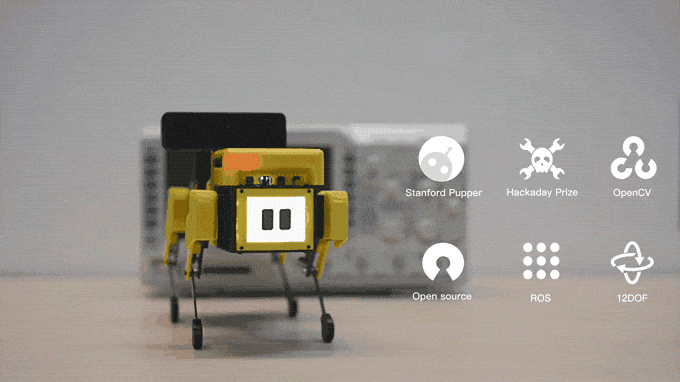 Stanford Pupper
Hackaday Prize
OpenCV
Open source
ROS
12DOF